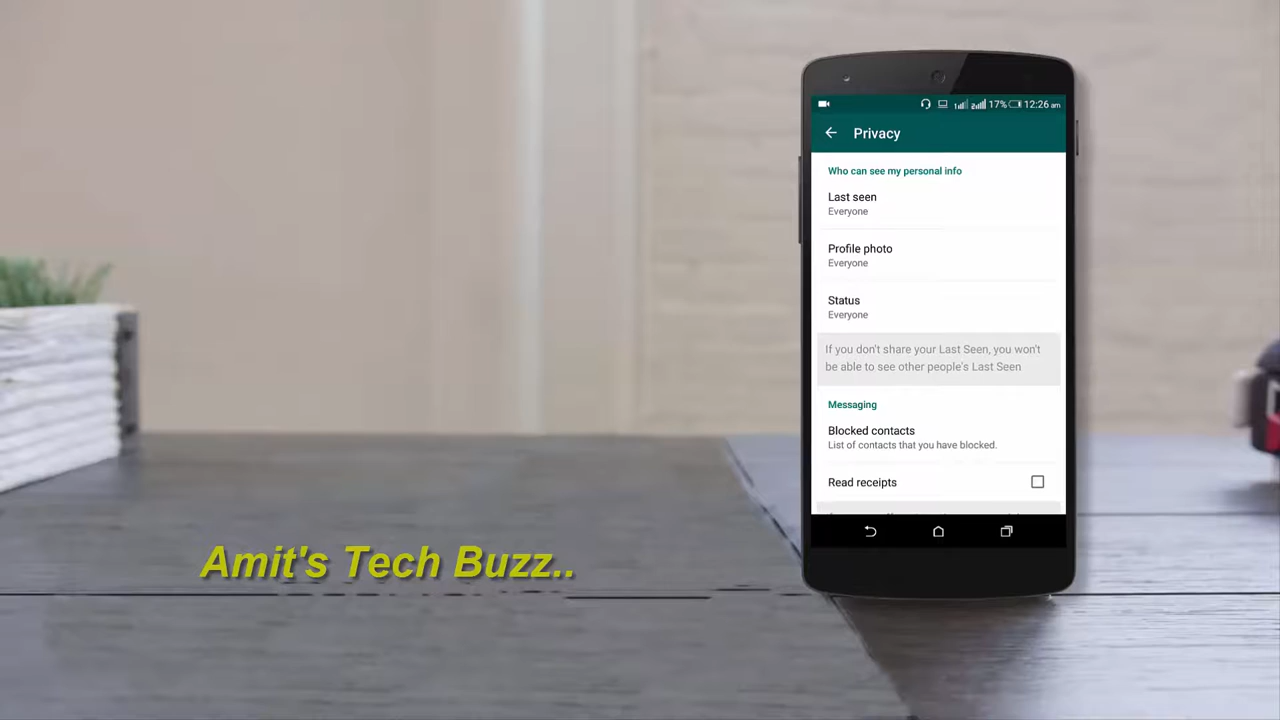 17% 12:26 am
Privacy
Who can see my personal info
Last seen
Everyone
Profile photo
Everyone
Status
Everyone
If you don't share your Last Seen, you won't
be able to see other people's Last Seen
Messaging
Blocked contacts
List of contacts that you have blocked.
Read receipts
Amit's Tech Buzz..